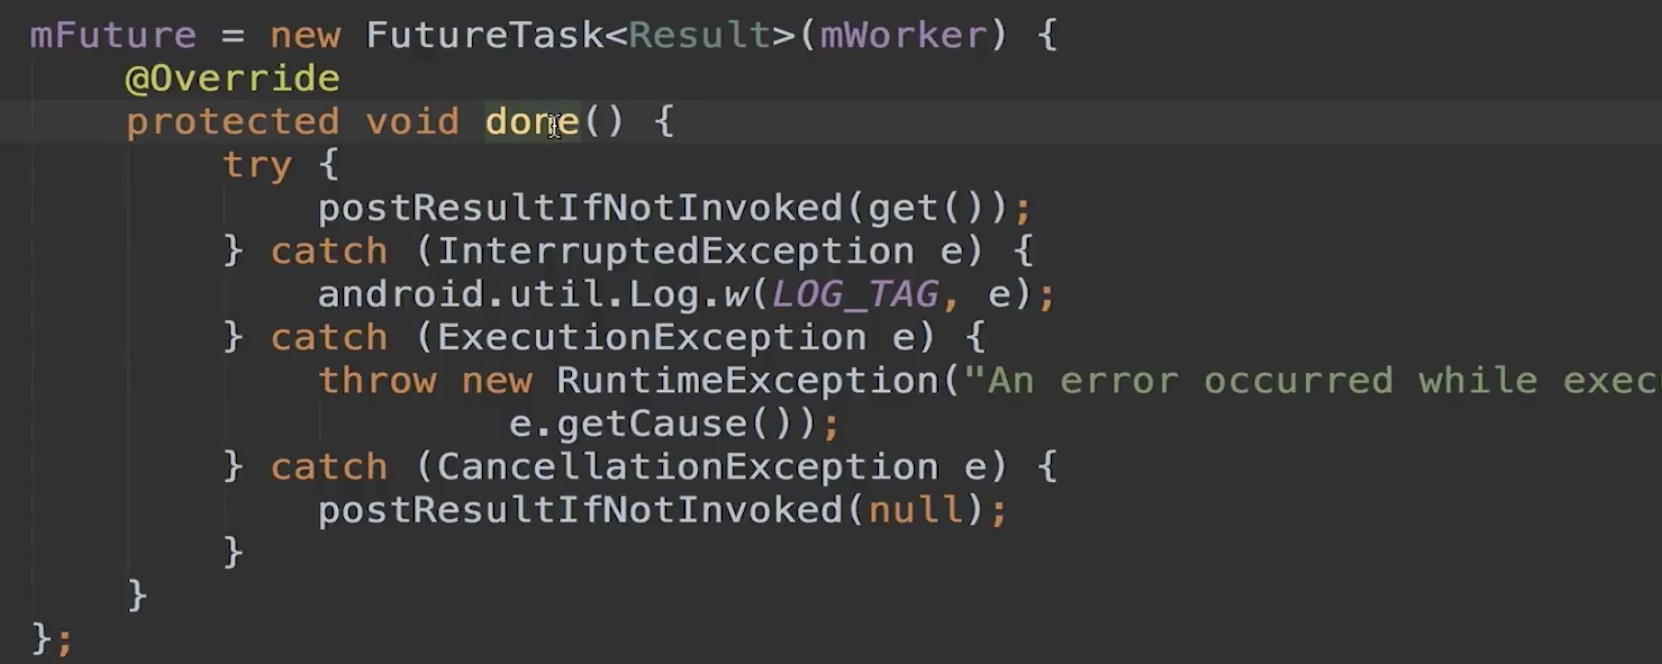 mFuture = new FutureTask<Result>(mWorker) {
@Override
protected void done() {
try {
postResultIfNotInvoked(get());
} catch (InterruptedException e) {
android.util.Log.w(LOG_TAG, e);
} catch (ExecutionException e) {
throw new RuntimeException("An error occurred while exec
e.getCause());
} catch (CancellationException e) {
postResultIfNotInvoked(null);
}
}
};